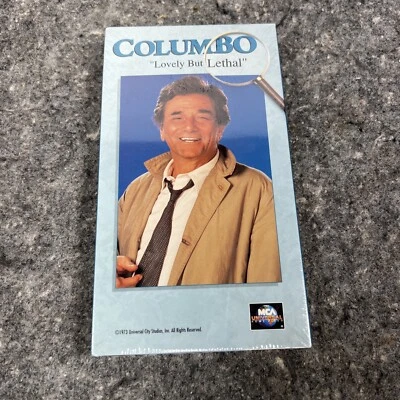 COLUMBO
"Lovely But Lethal"
©1973 Universal City Studios, Inc. All Rights Reserved.
MCA
UNIVERSAL